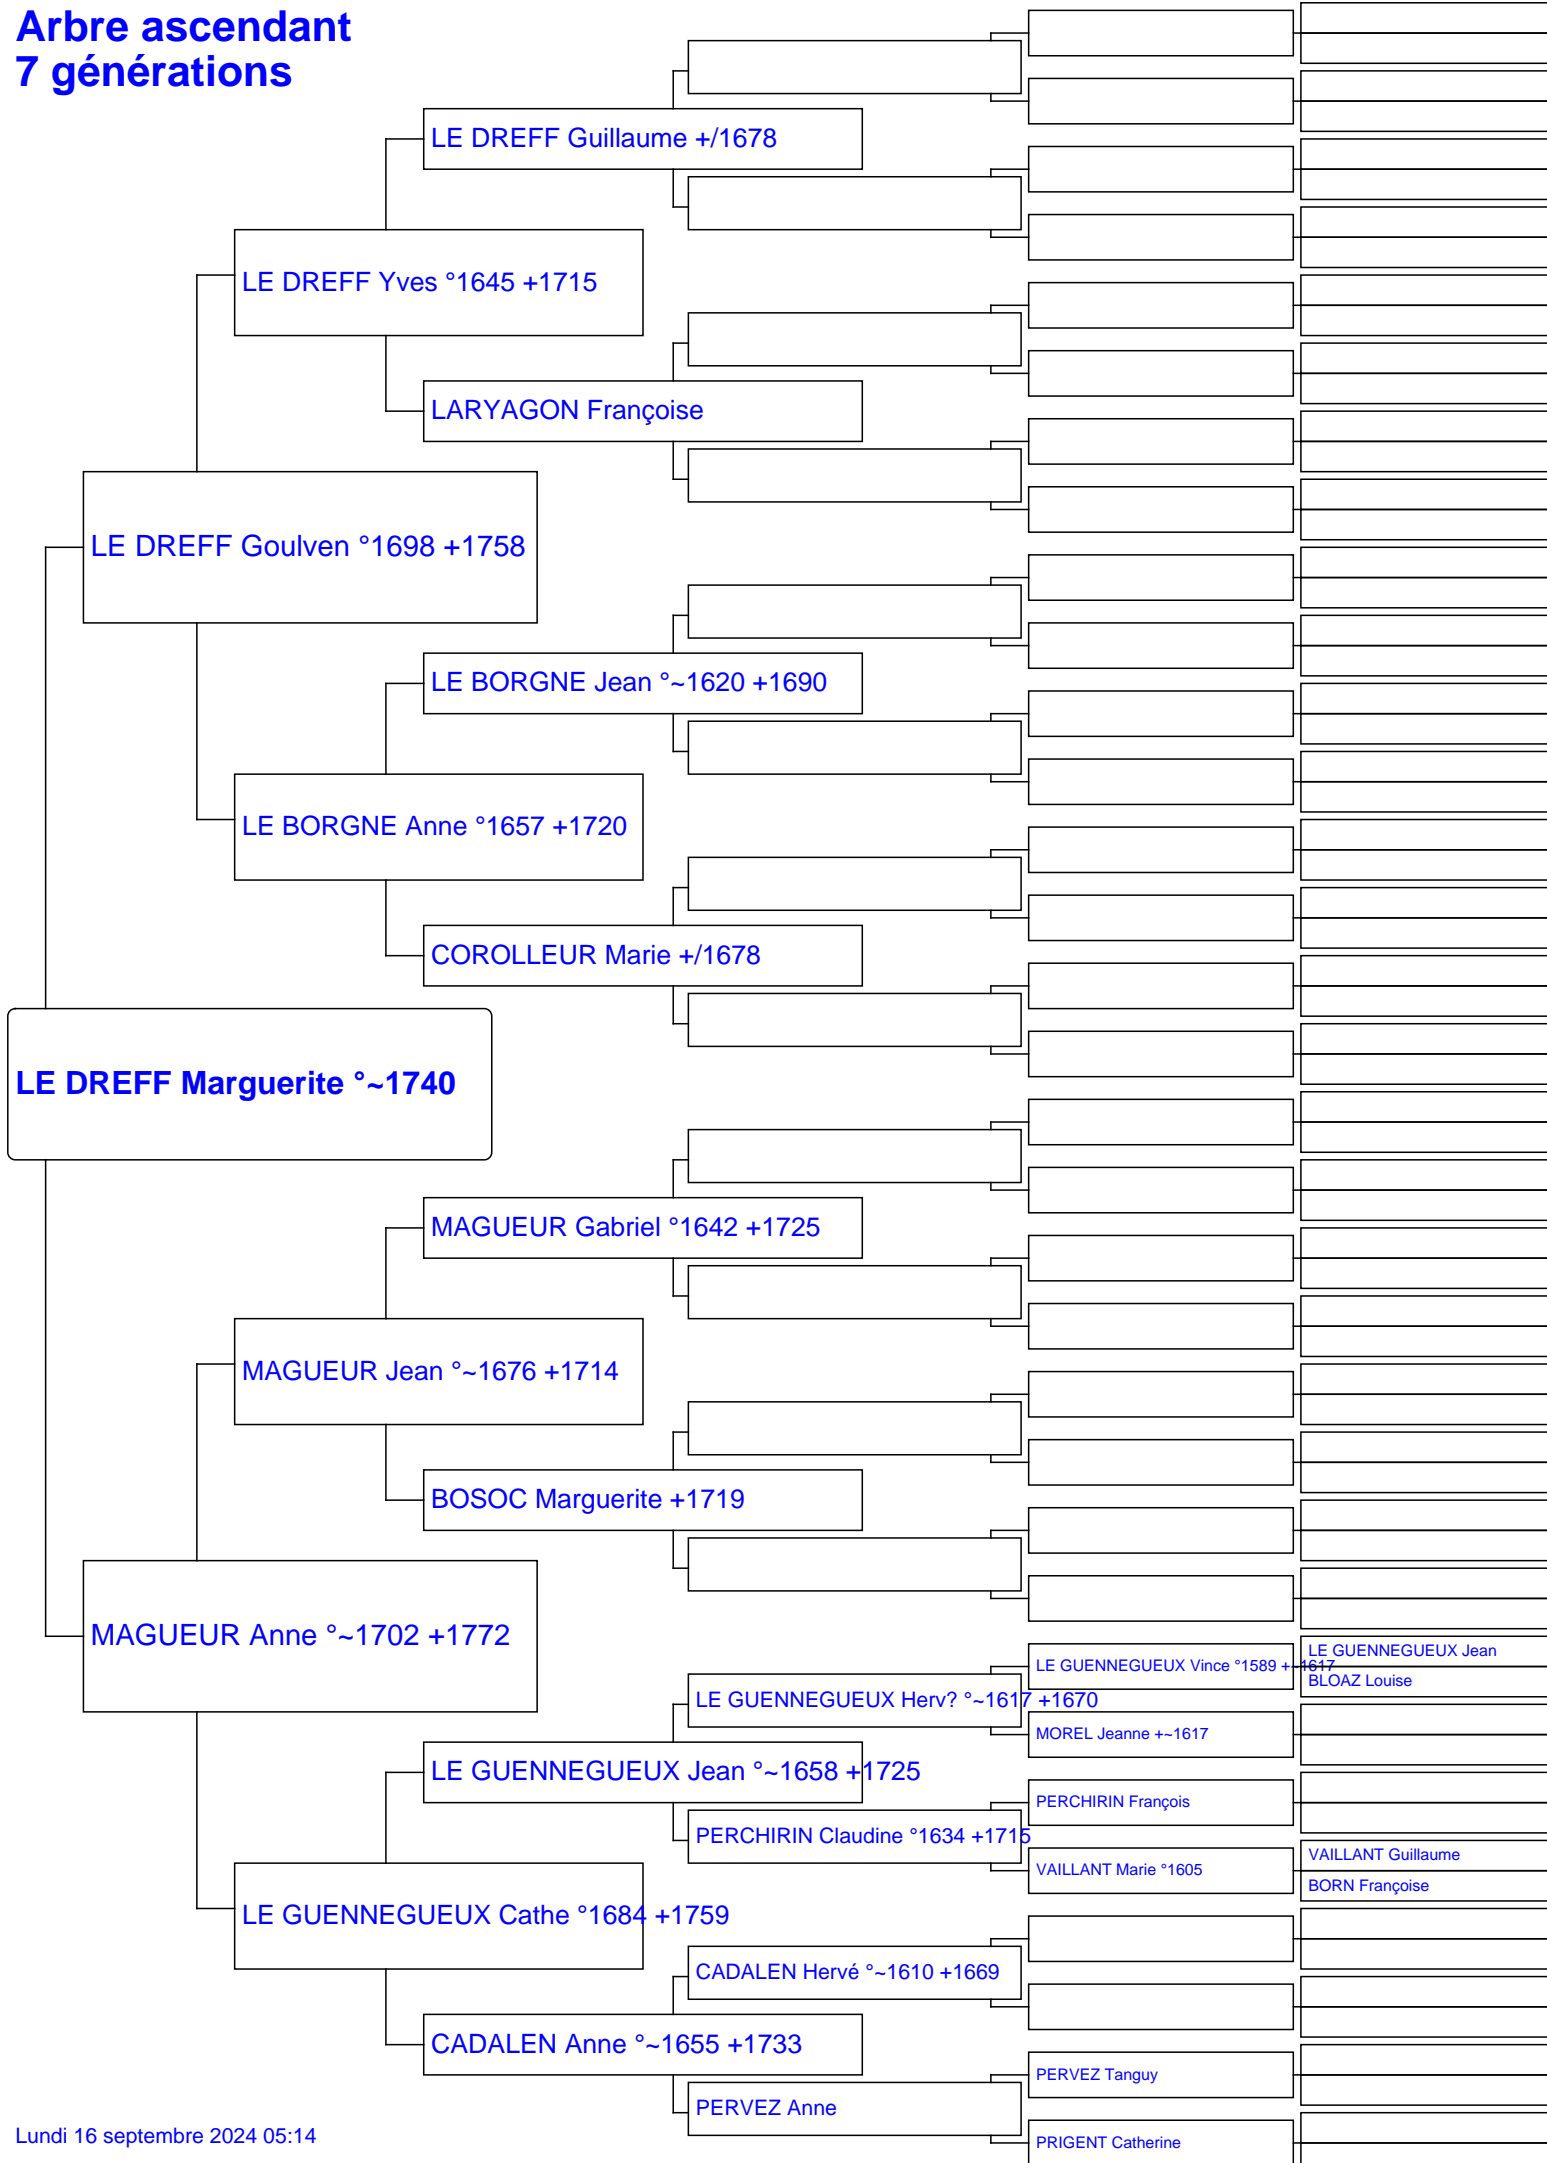 Arbre ascendant
7 générations
LE DREFF Guillaume +/1678
LE DREFF Yves °1645 +1715
LARYAGON Françoise
LE DREFF Goulven °1698 +1758
LE BORGNE Jean °~1620 +1690
LE BORGNE Anne °1657 +1720
COROLLEUR Marie +/1678
LE DREFF Marguerite °~1740
MAGUEUR Gabriel °1642 +1725
MAGUEUR Jean °~1676 +1714
BOSOC Marguerite +1719
MAGUEUR Anne °~1702 +1772
LE GUENNEGUEUX Jean
LE GUENNEGUEUX Vince °1589 +~1617
BLOAZ Louise
LE GUENNEGUEUX Herv? °~1617 +1670
MOREL Jeanne +~1617
LE GUENNEGUEUX Jean °~1658 +1725
PERCHIRIN François
PERCHIRIN Claudine °1634 +1715
VAILLANT Guillaume
VAILLANT Marie °1605
BORN Françoise
LE GUENNEGUEUX Cathe °1684 +1759
CADALEN Hervé °~1610 +1669
CADALEN Anne °~1655 +1733
PERVEZ Tanguy
PERVEZ Anne
PRIGENT Catherine
Lundi 16 septembre 2024 05:14